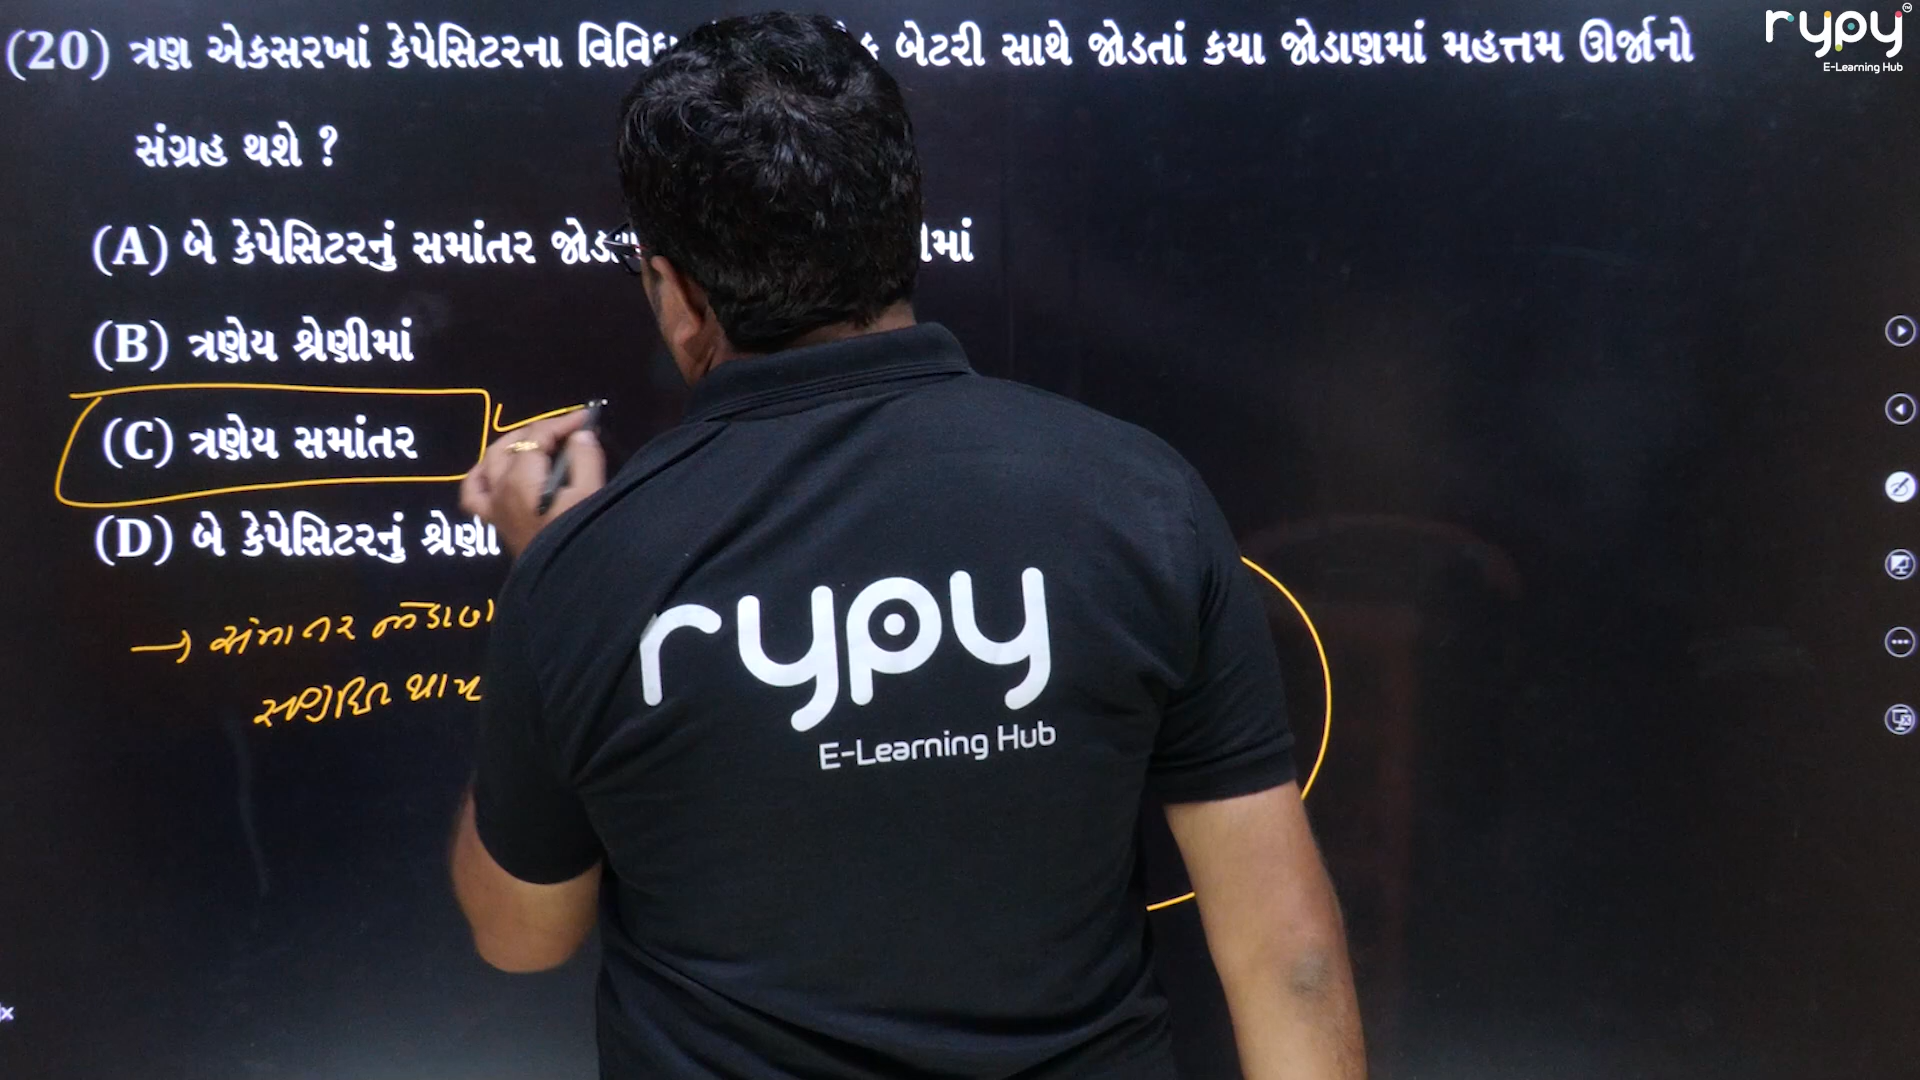 (20) ત્રણ એકસરખાં કેપેસિટરના બેટરી સાથે જોડતાં કયા જોડાણમાં મહત્તમ ઊર્જાનો
સંગ્રહ થશે ?
(A) બે કેપેસિટરનું સમાંતર
(B) ત્રણેય શ્રેણીમાં
(C) ત્રણેય સમાંતર
(D) બે કેપેસિટરનું
→ સમાંતર
થાય
rypy
E-Learning Hub
rypy
E-Learning Hub